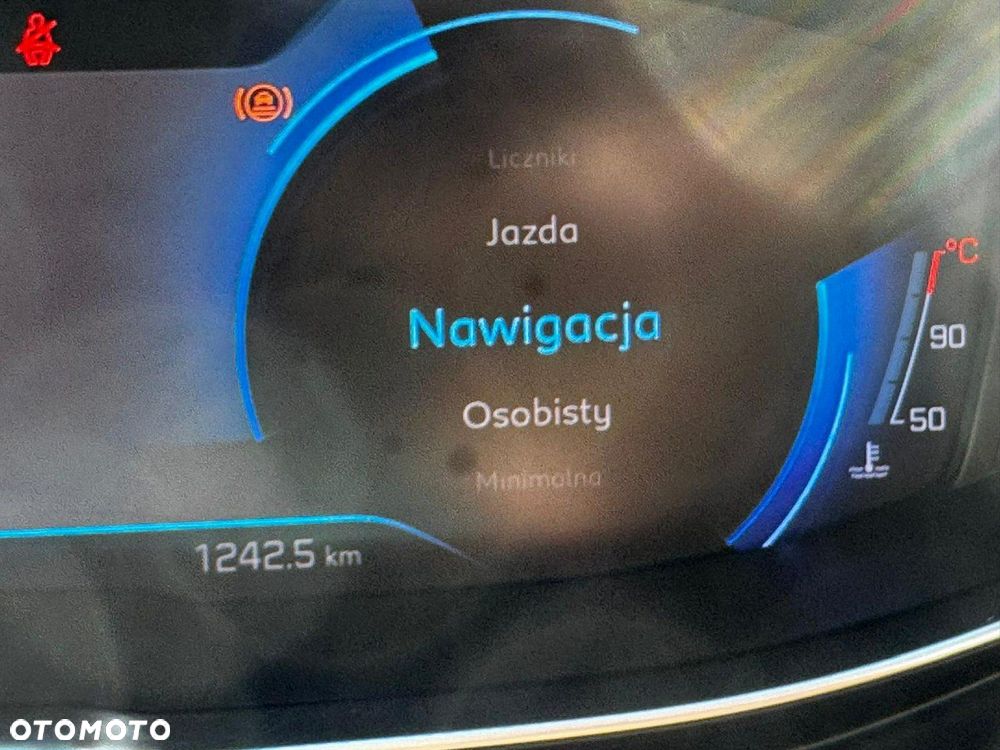 Liczniki
Jazda
Nawigacja
Osobisty
Minimalna
°C
90
50
1242.5 km
OTOMOTO